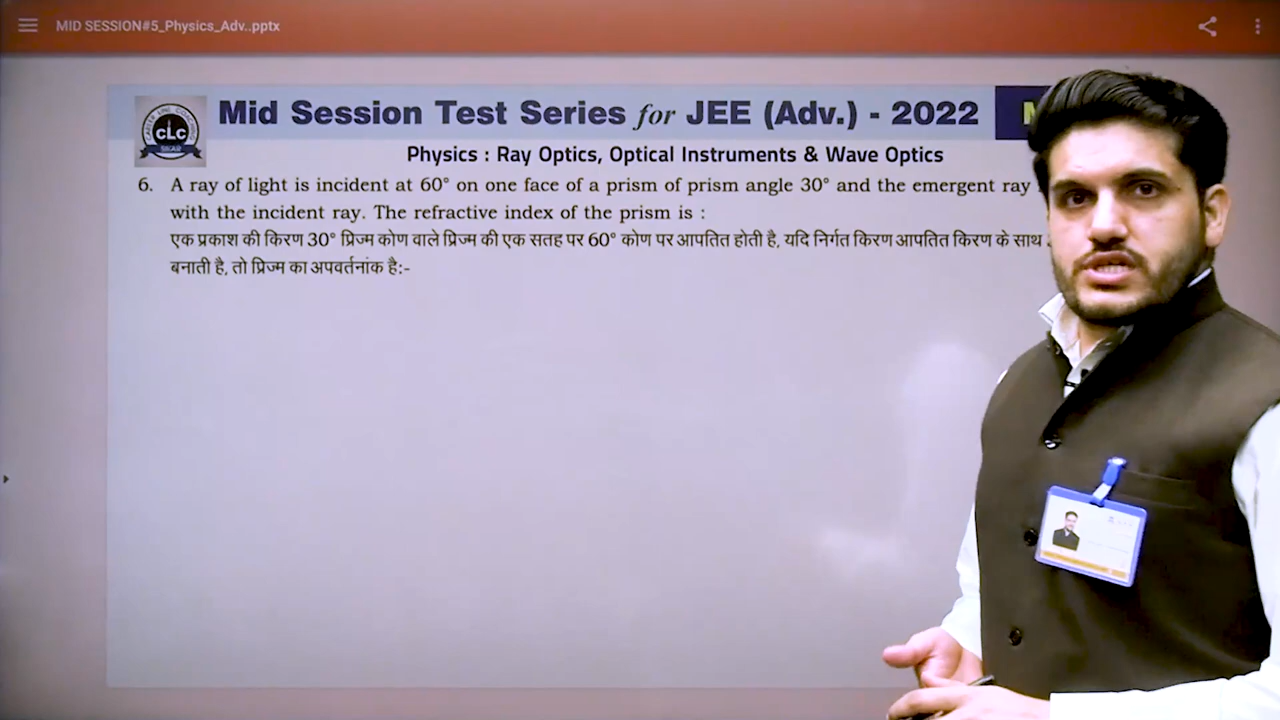 MID SESSION#5_Physics_Adv..pptx
CLC
Mid Session Test Series for JEE (Adv.) - 2022
Physics : Ray Optics, Optical Instruments & Wave Optics
6. A ray of light is incident at 60° on one face of a prism of prism angle 30° and the emergent ray
with the incident ray. The refractive index of the prism is :
एक प्रकाश की किरण 30° प्रिज्म कोण वाले प्रिज्म की एक सतह पर 60° कोण पर आपतित होती है, यदि निर्गत किरण आपतित किरण के साथ
बनाती है, तो प्रिज्म का अपवर्तनांक है:-